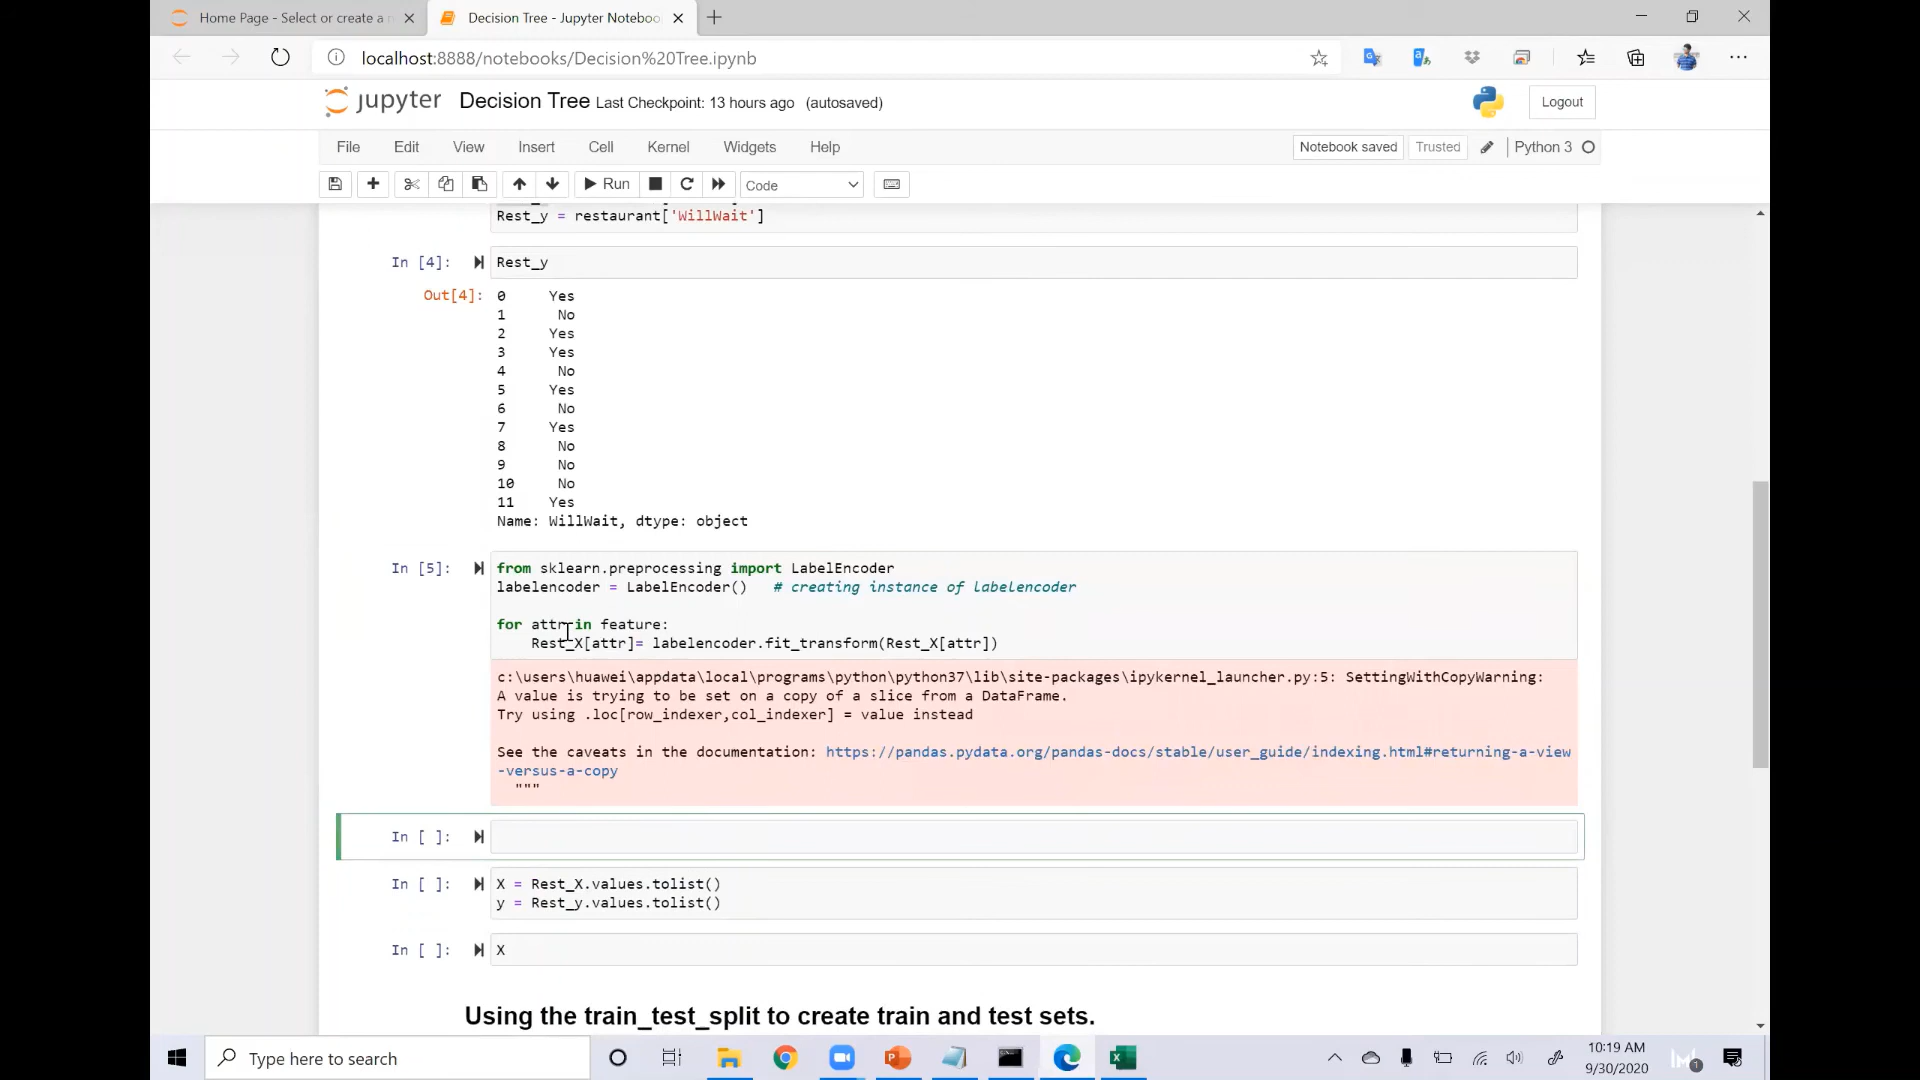 Home Page - Select or create a n
Decision Tree - Jupyter Noteboo
localhost:8888/notebooks/Decision%20Tree.ipynb
jupyter Decision Tree Last Checkpoint: 13 hours ago (autosaved)
Logout
File Edit View Insert Cell Kernel Widgets Help
Notebook saved Trusted Python 3
Run Code
Rest_y = restaurant['WillWait']
In [4]: Rest_y
Out[4]: 0 Yes
1 No
2 Yes
3 Yes
4 No
5 Yes
6 No
7 Yes
8 No
9 No
10 No
11 Yes
Name: WillWait, dtype: object
In [5]: from sklearn.preprocessing import LabelEncoder
labelencoder = LabelEncoder() # creating instance of labelencoder
for attr in feature:
Rest_X[attr]= labelencoder.fit_transform(Rest_X[attr])
c:\users\huawei\appdata\local\programs\python\python37\lib\site-packages\ipykernel_launcher.py:5: SettingWithCopyWarning:
A value is trying to be set on a copy of a slice from a DataFrame.
Try using .loc[row_indexer,col_indexer] = value instead
See the caveats in the documentation: https://pandas.pydata.org/pandas-docs/stable/user_guide/indexing.html#returning-a-view
-versus-a-copy
"""
In [ ]:
In [ ]: X = Rest_X.values.tolist()
y = Rest_y.values.tolist()
In [ ]: X
Using the train_test_split to create train and test sets.
Type here to search
10:19 AM
9/30/2020